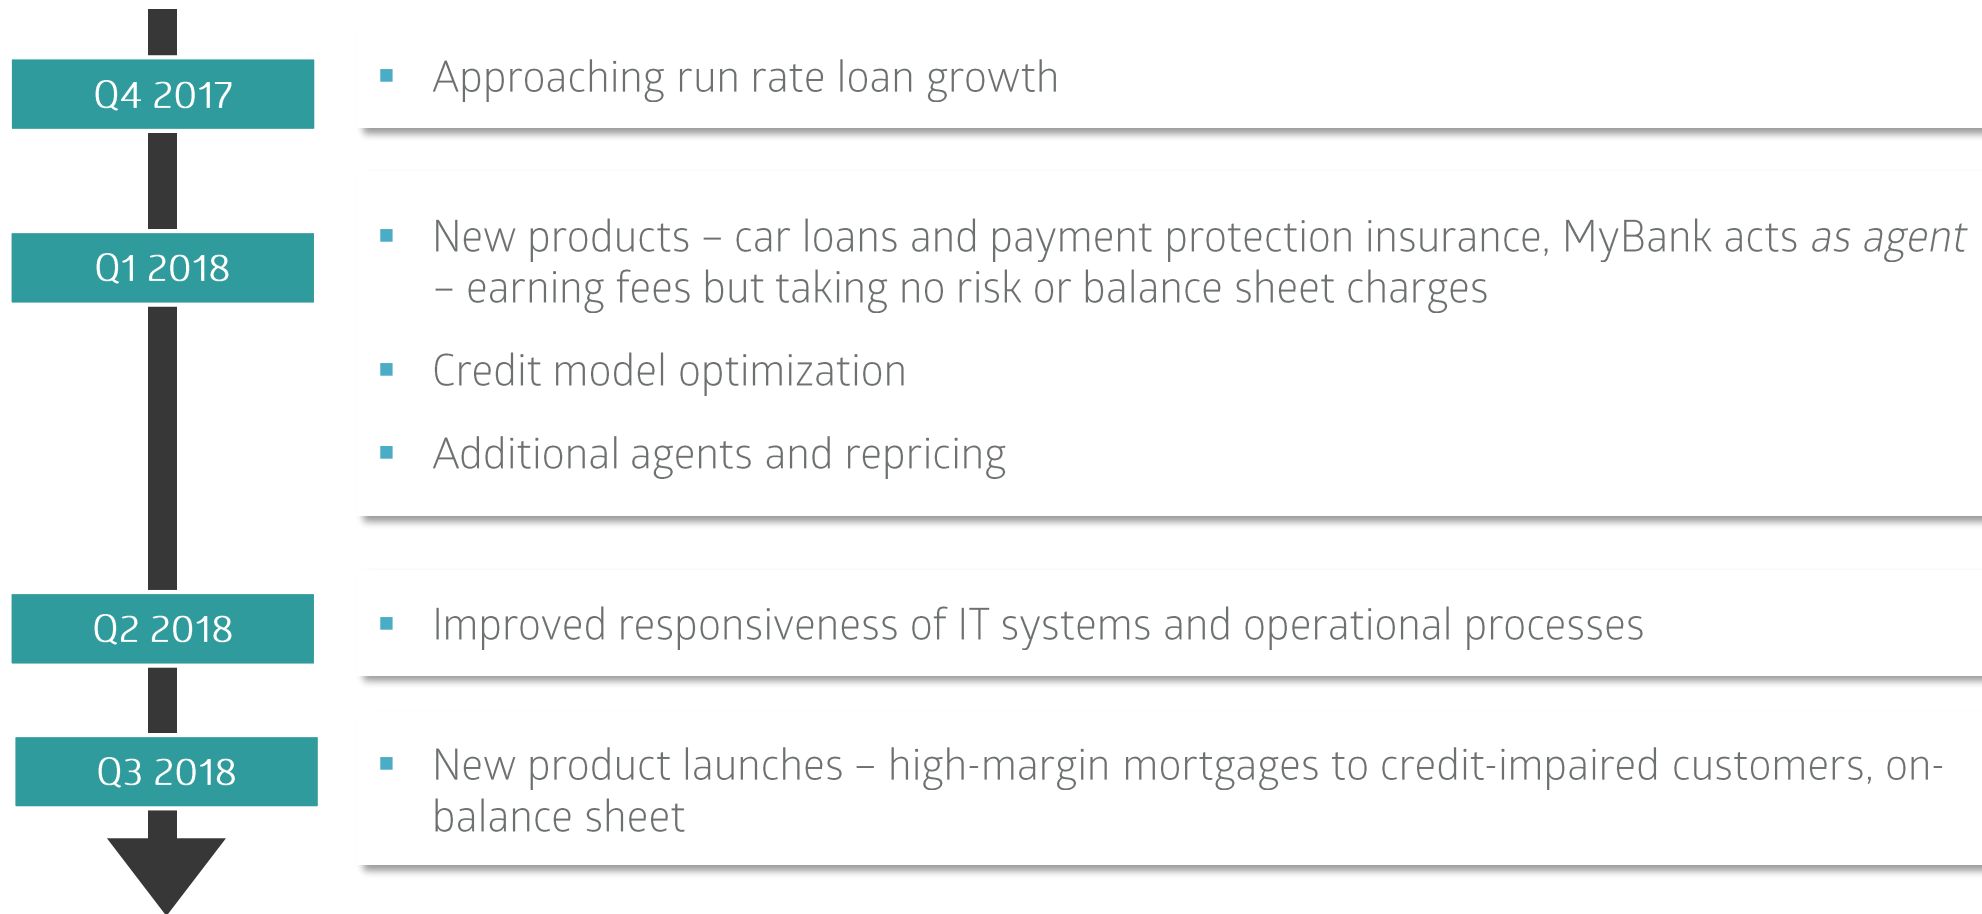 Q4 2017
Approaching run rate loan growth
Q1 2018
New products – car loans and payment protection insurance, MyBank acts as agent
– earning fees but taking no risk or balance sheet charges
Credit model optimization
Additional agents and repricing
Q2 2018
Improved responsiveness of IT systems and operational processes
Q3 2018
New product launches – high-margin mortgages to credit-impaired customers, on-
balance sheet